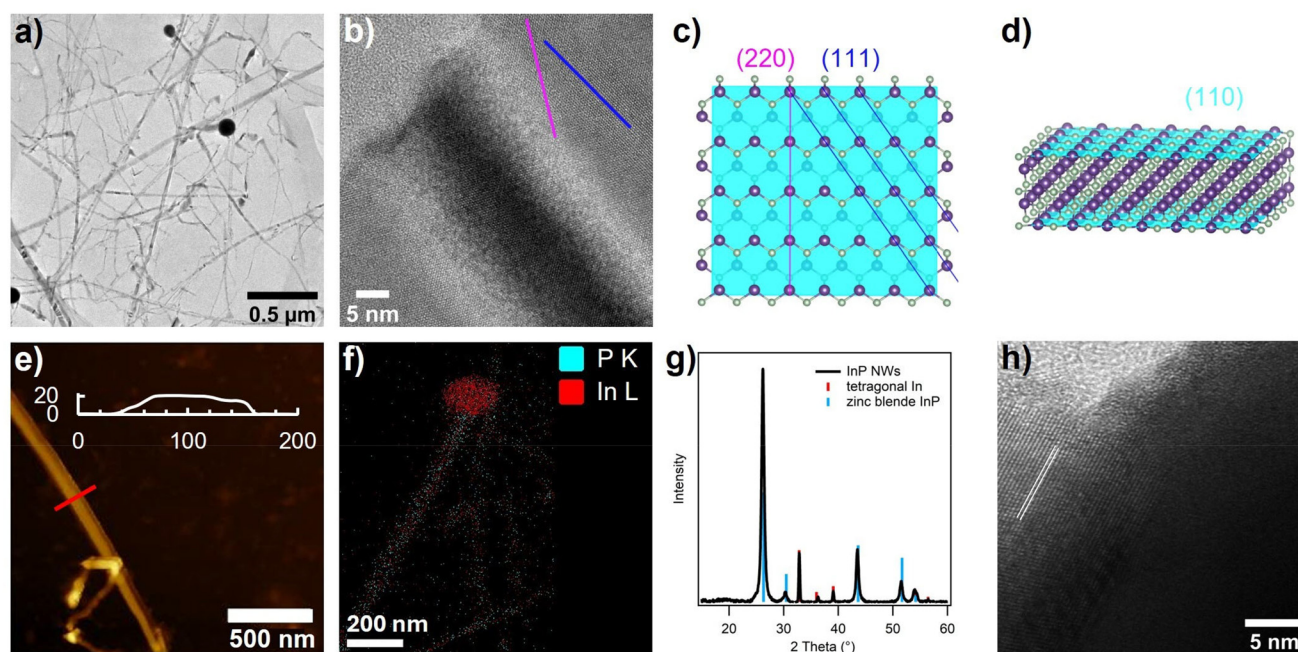 a)
0.5 µm
b)
5 nm
c)
(220) (111)
d)
(110)
e)
20
0
0 100 200
500 nm
f)
P K
In L
200 nm
g)
InP NWs
tetragonal In
zinc blende InP
Intensity
20 30 40 50 60
2 Theta (°)
h)
5 nm